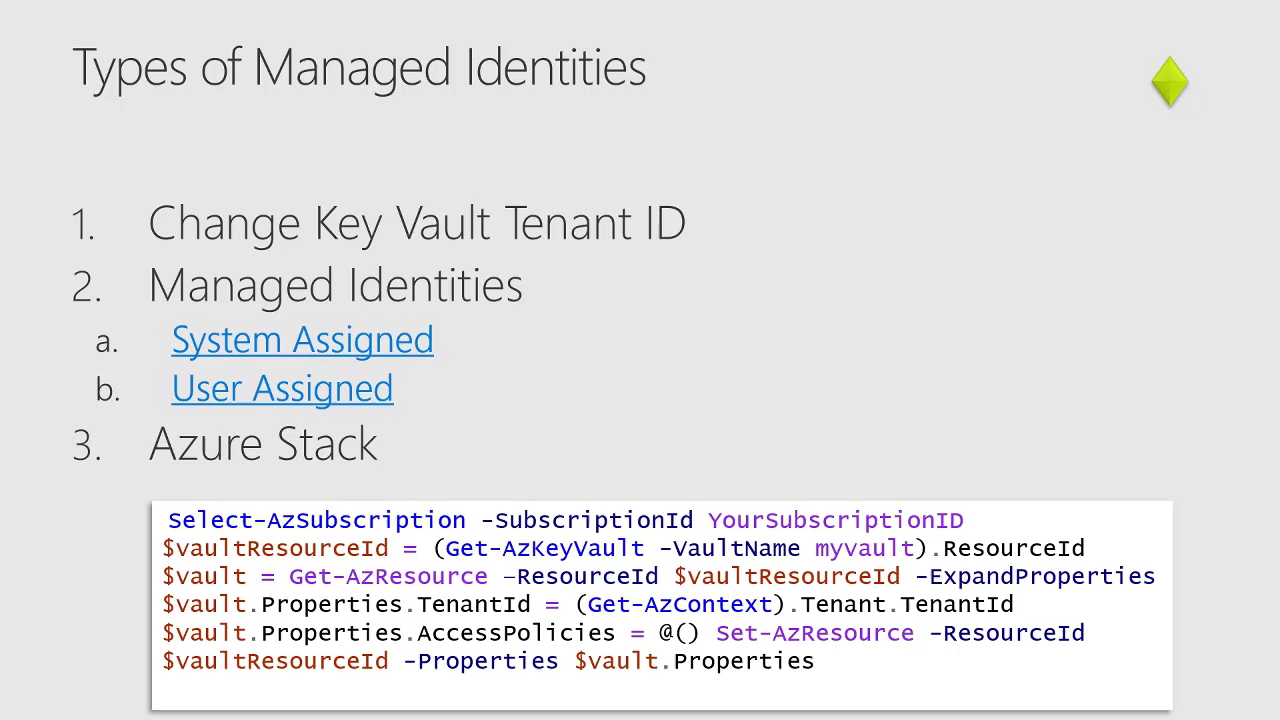 Types of Managed Identities
1. Change Key Vault Tenant ID
2. Managed Identities
a. System Assigned
b. User Assigned
3. Azure Stack
Select-AzSubscription -SubscriptionId YourSubscriptionID
$vaultResourceId = (Get-AzKeyVault -VaultName myvault).ResourceId
$vault = Get-AzResource –ResourceId $vaultResourceId -ExpandProperties
$vault.Properties.TenantId = (Get-AzContext).Tenant.TenantId
$vault.Properties.AccessPolicies = @() Set-AzResource -ResourceId
$vaultResourceId -Properties $vault.Properties